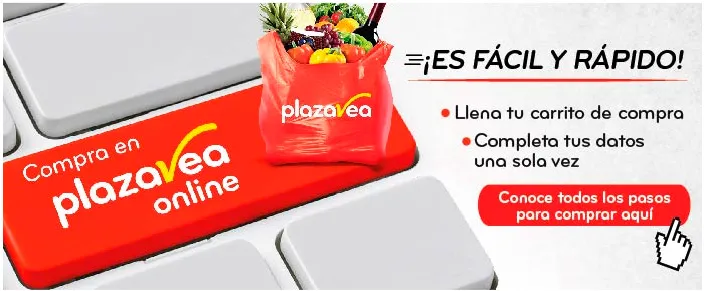 Compra en
plazavea
online
plazavea
¡ES FÁCIL Y RÁPIDO!
• Llena tu carrito de compra
• Completa tus datos
una sola vez
Conoce todos los pasos
para comprar aquí